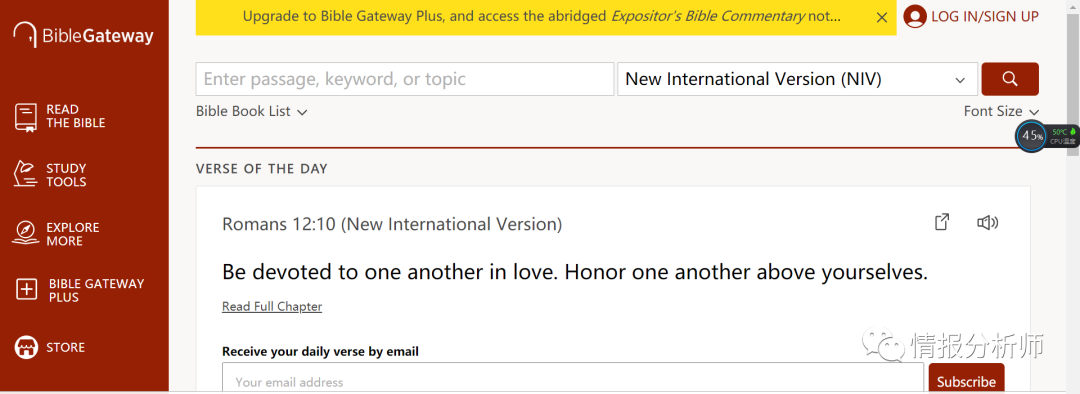 Upgrade to Bible Gateway Plus, and access the abridged Expositor's Bible Commentary not...
LOG IN/SIGN UP
BibleGateway
Enter passage, keyword, or topic
New International Version (NIV)
Bible Book List
Font Size
READ
THE BIBLE
STUDY
TOOLS
EXPLORE
MORE
BIBLE GATEWAY
PLUS
STORE
45%
50℃
CPU温度
VERSE OF THE DAY
Romans 12:10 (New International Version)
Be devoted to one another in love. Honor one another above yourselves.
Read Full Chapter
Receive your daily verse by email
Your email address
Subscribe
情报分析师